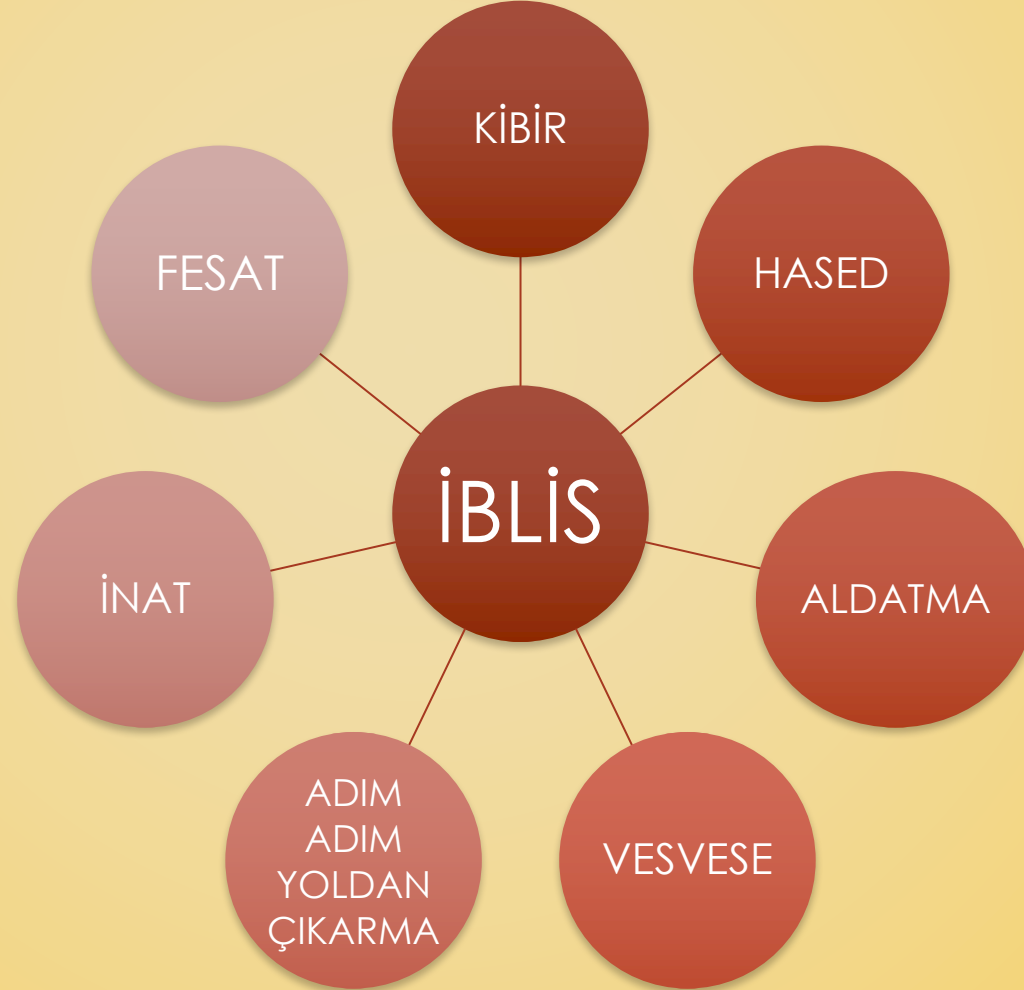 KİBİR
HASED
ALDATMA
VESVESE
ADIM
ADIM
YOLDAN
ÇIKARMA
İNAT
FESAT
İBLİS